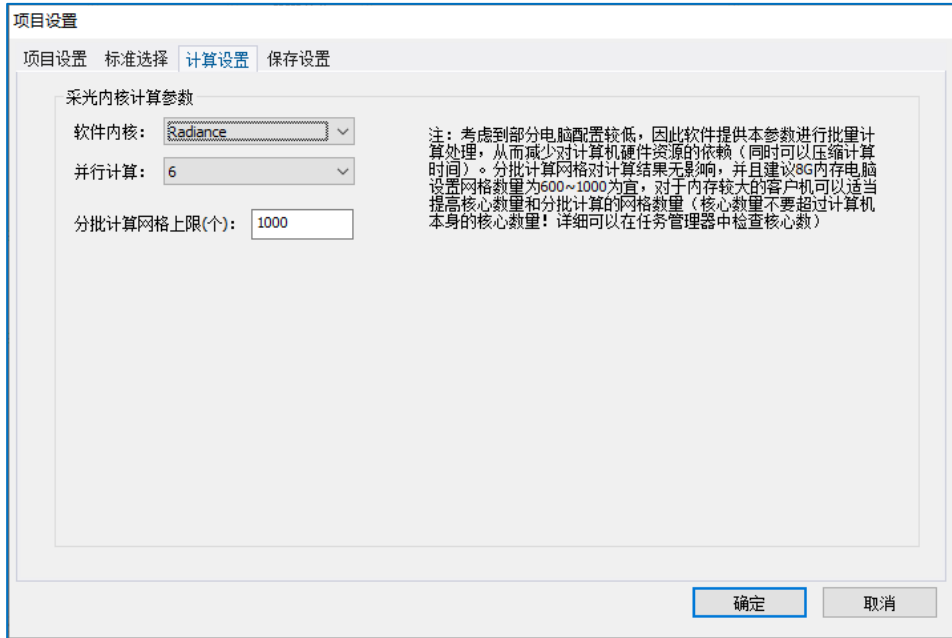 项目设置
项目设置 标准选择 计算设置 保存设置
采光内核计算参数
软件内核： Radiance
并行计算： 6
分批计算网格上限(个)： 1000
注：考虑到部分电脑配置较低，因此软件提供本参数进行批量计
算处理，从而减少对计算机硬件资源的依赖（同时可以压缩计算
时间）。分批计算网格对计算结果无影响，并且建议8G内存电脑
设置网格数量为600~1000为宜，对于内存较大的客户机可以适当
提高核心数量和分批计算的网格数量（核心数量不要超过计算机
本身的核心数量！详细可以在任务管理器中检查核心数）
确定 取消